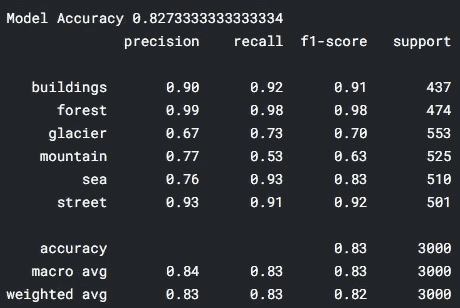 Model Accuracy 0.8273333333333334
precision recall f1-score support
buildings 0.90 0.92 0.91 437
forest 0.99 0.98 0.98 474
glacier 0.67 0.73 0.70 553
mountain 0.77 0.53 0.63 525
sea 0.76 0.93 0.83 510
street 0.93 0.91 0.92 501
accuracy 0.83 3000
macro avg 0.84 0.83 0.83 3000
weighted avg 0.83 0.83 0.82 3000